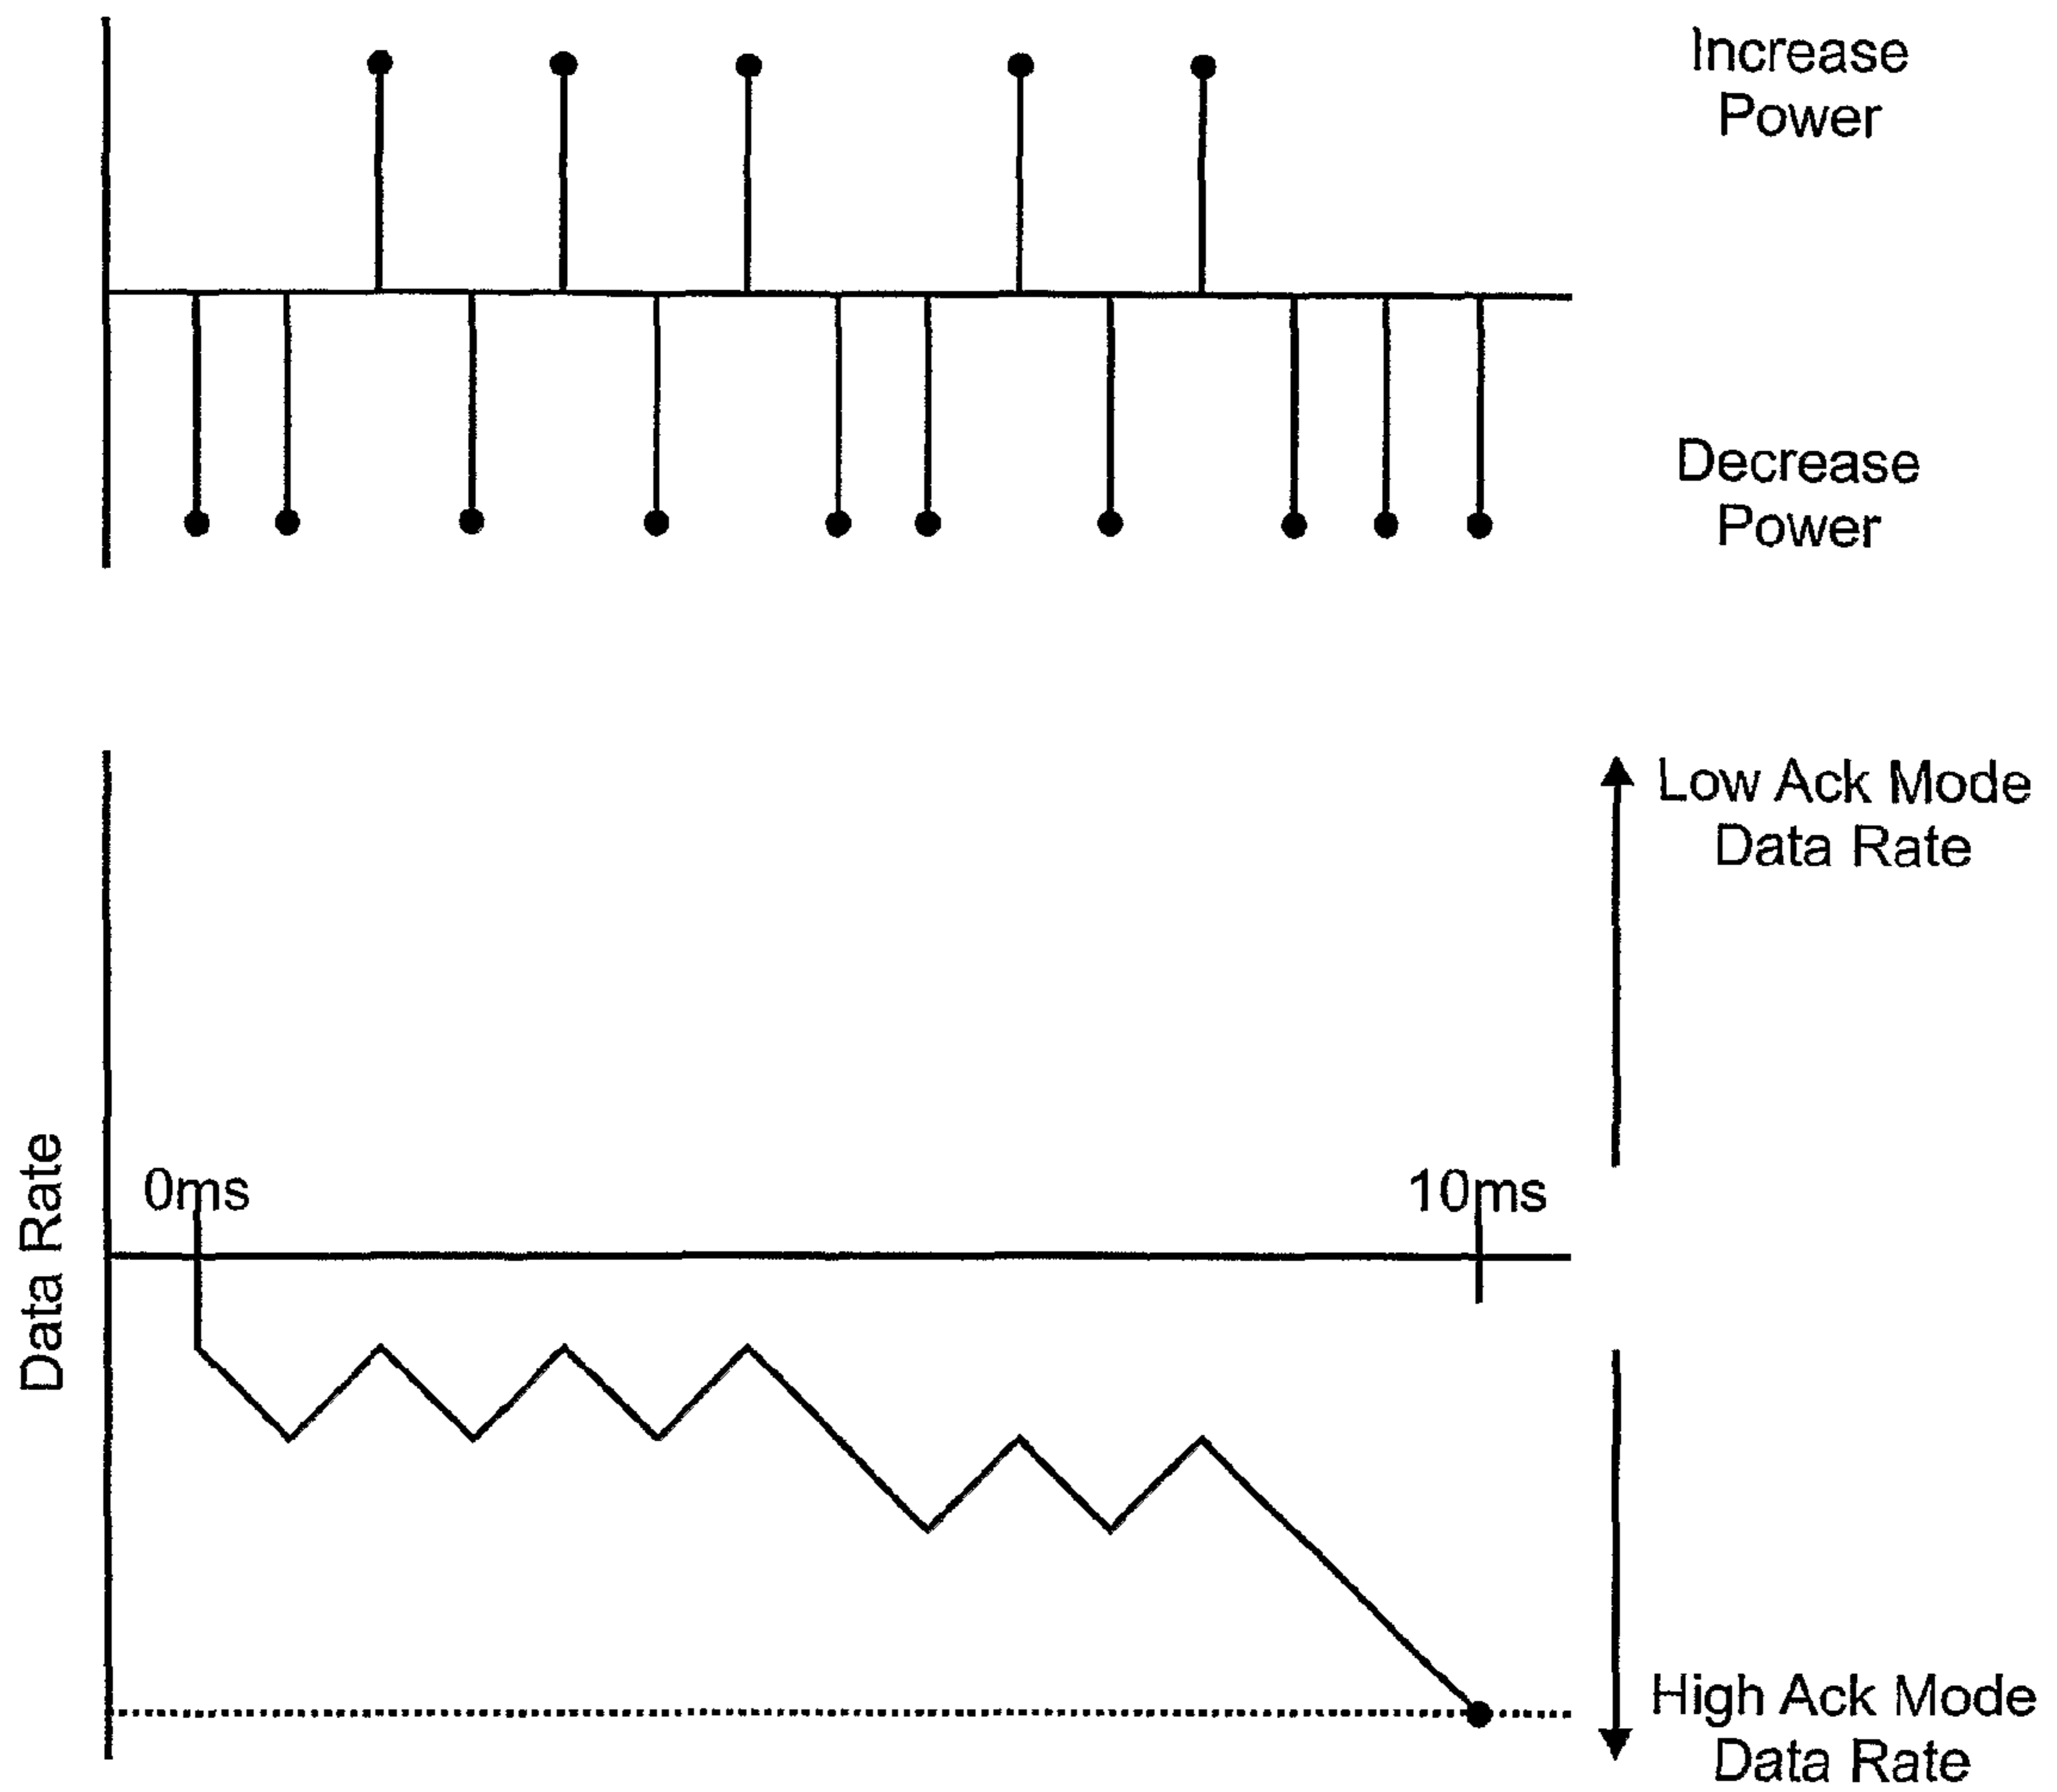 Increase
Power
Decrease
Power
Low Ack Mode
Data Rate
Data Rate
0ms
10ms
High Ack Mode
Data Rate